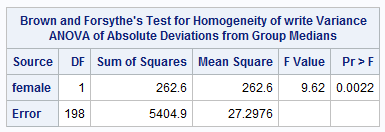 Brown and Forsythe's Test for Homogeneity of write Variance
ANOVA of Absolute Deviations from Group Medians
Source DF Sum of Squares Mean Square F Value Pr > F
female 1 262.6 262.6 9.62 0.0022
Error 198 5404.9 27.2976